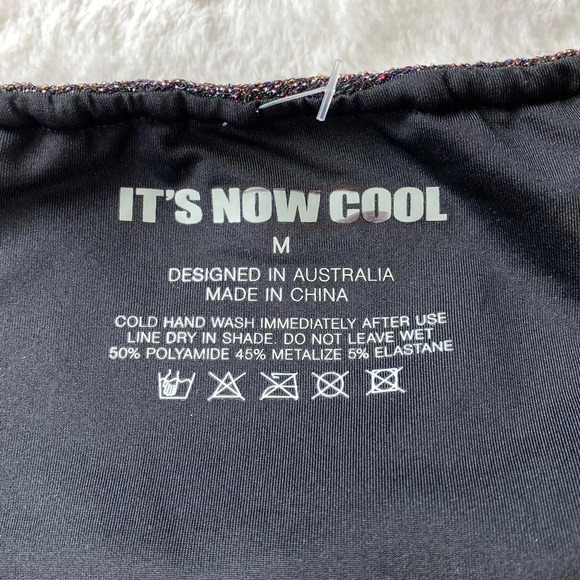 IT'S NOW COOL
M
DESIGNED IN AUSTRALIA
MADE IN CHINA
COLD HAND WASH IMMEDIATELY AFTER USE
LINE DRY IN SHADE. DO NOT LEAVE WET
50% POLYAMIDE 45% METALIZE 5% ELASTANE